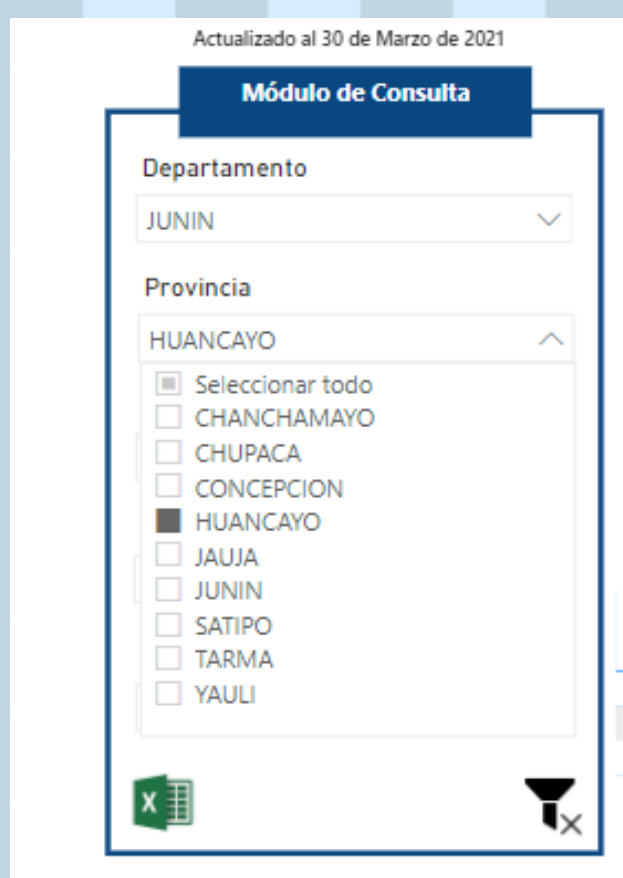 Actualizado al 30 de Marzo de 2021
Módulo de Consulta
Departamento
JUNIN
Provincia
HUANCAYO
Seleccionar todo
CHANCHAMAYO
CHUPACA
CONCEPCION
HUANCAYO
JAUJA
JUNIN
SATIPO
TARMA
YAULI
X